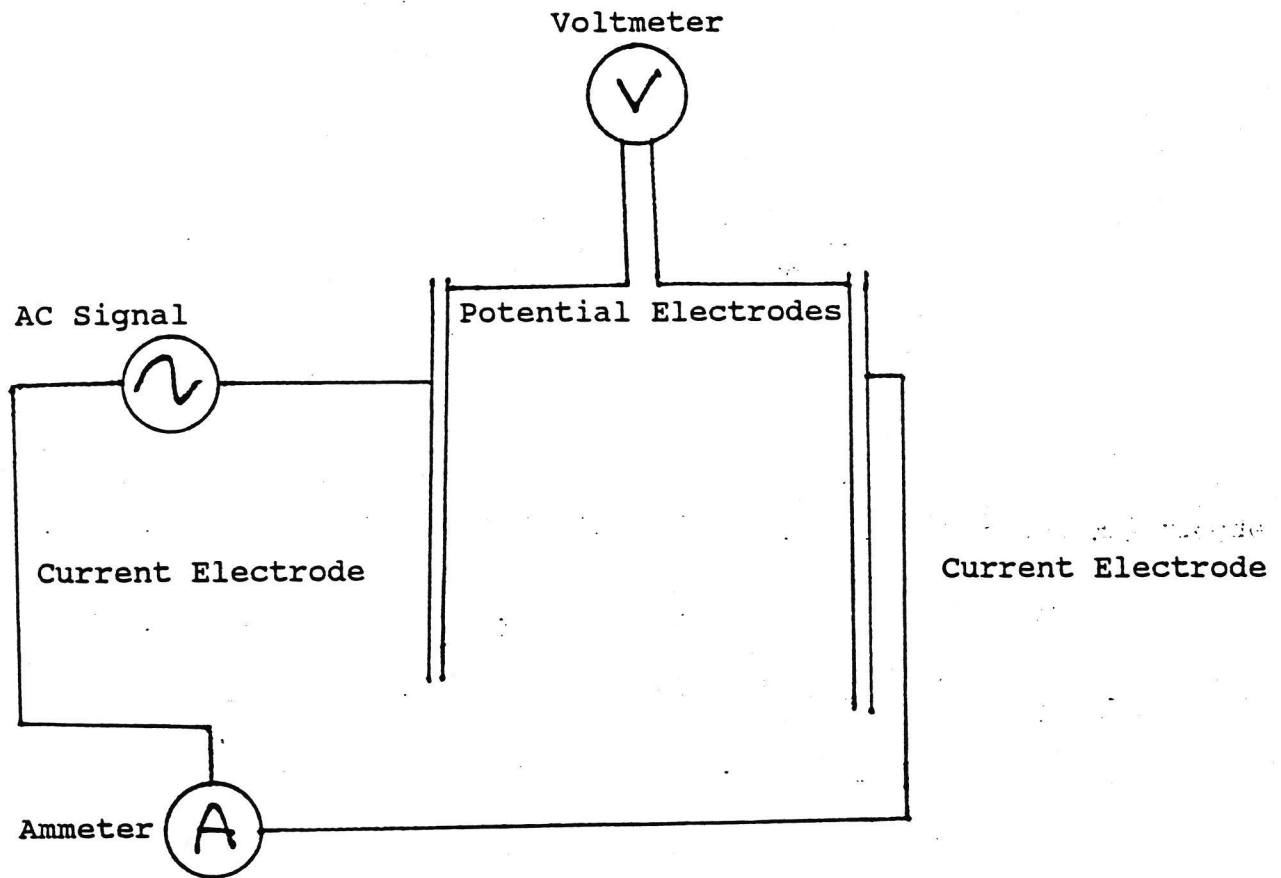 Voltmeter
V
AC Signal
Potential Electrodes
Current Electrode
Current Electrode
Ammeter
A